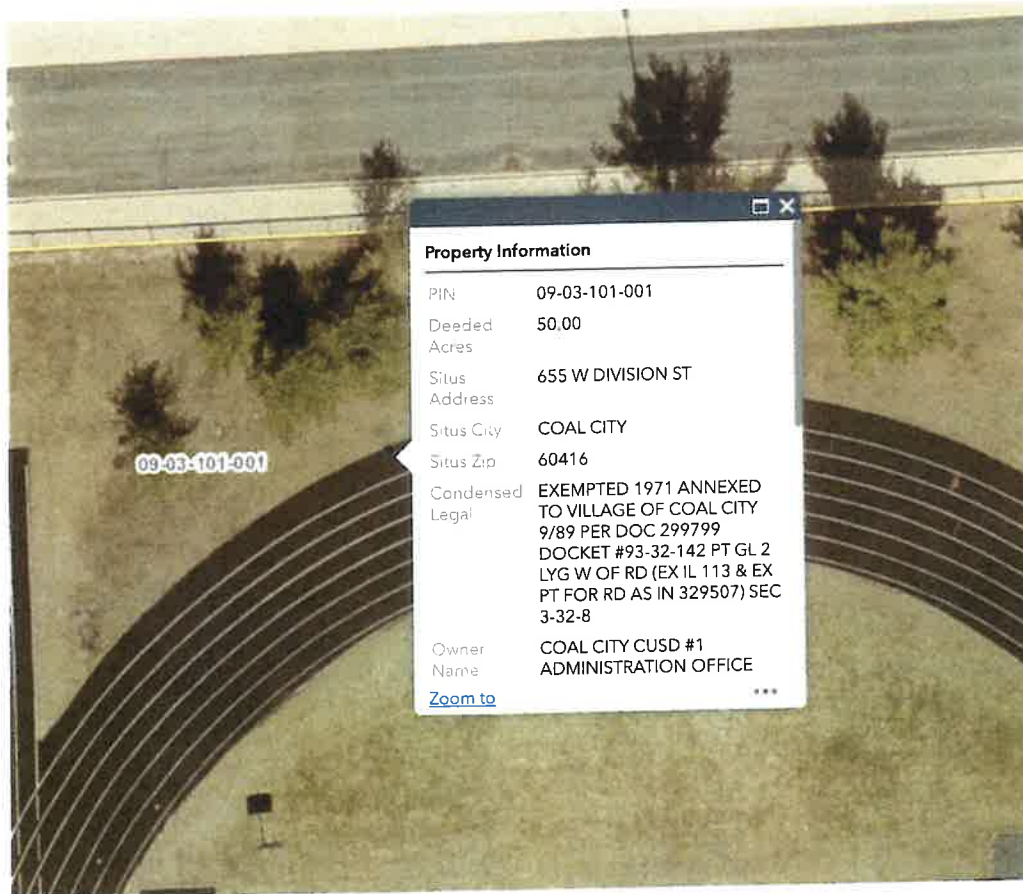 Property Information
PIN 09-03-101-001
Deeded Acres 50.00
Situs Address 655 W DIVISION ST
Situs City COAL CITY
Situs Zip 60416
Condensed Legal EXEMPTED 1971 ANNEXED
TO VILLAGE OF COAL CITY
9/89 PER DOC 299799
DOCKET #93-32-142 PT GL 2
LYG W OF RD (EX IL 113 & EX
PT FOR RD AS IN 329507) SEC
3-32-8
Owner Name COAL CITY CUSD #1
ADMINISTRATION OFFICE
Zoom to
09-03-101-001